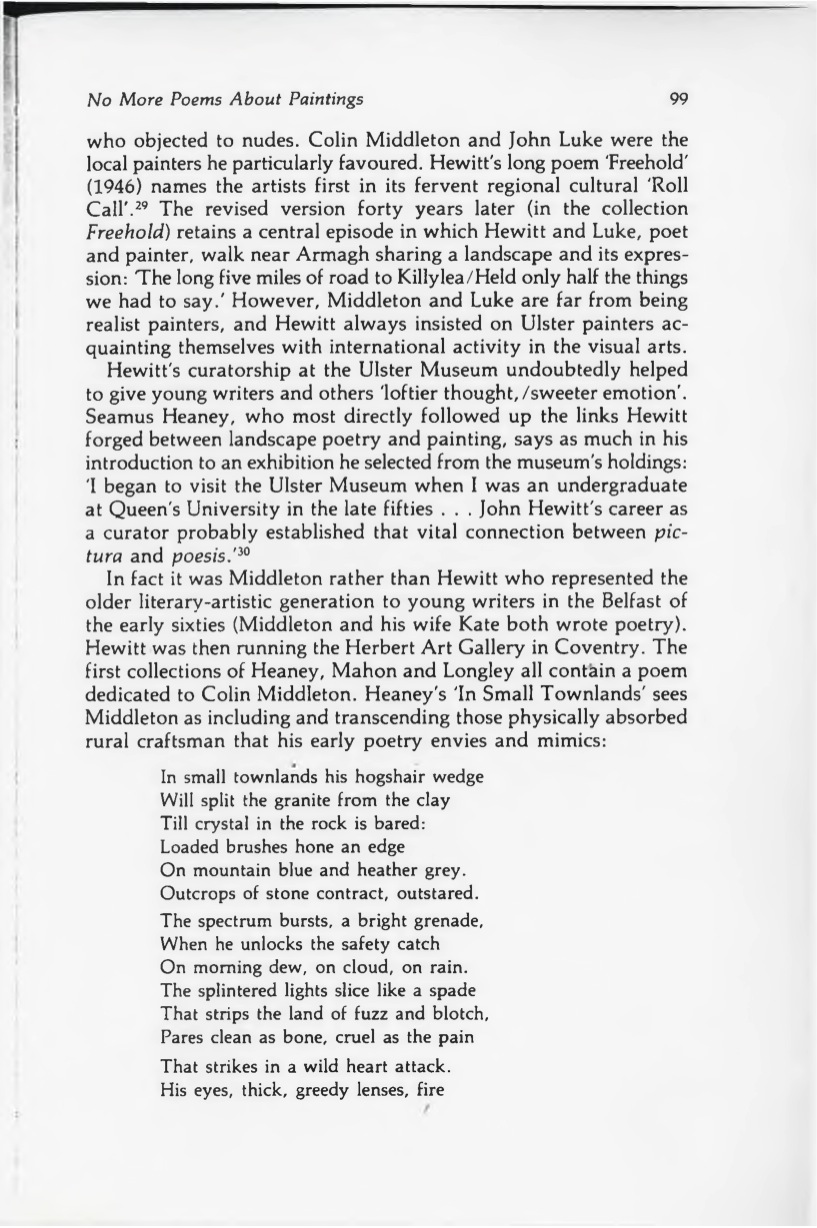 No More Poems About Paintings 99
who objected to nudes. Colin Middleton and John Luke were the
local painters he particularly favoured. Hewitt's long poem 'Freehold'
(1946) names the artists first in its fervent regional cultural 'Roll
Call'.²⁹ The revised version forty years later (in the collection
Freehold) retains a central episode in which Hewitt and Luke, poet
and painter, walk near Armagh sharing a landscape and its expres-
sion: 'The long five miles of road to Killylea/Held only half the things
we had to say.' However, Middleton and Luke are far from being
realist painters, and Hewitt always insisted on Ulster painters ac-
quainting themselves with international activity in the visual arts.
Hewitt's curatorship at the Ulster Museum undoubtedly helped
to give young writers and others 'loftier thought,/sweeter emotion'.
Seamus Heaney, who most directly followed up the links Hewitt
forged between landscape poetry and painting, says as much in his
introduction to an exhibition he selected from the museum's holdings:
'I began to visit the Ulster Museum when I was an undergraduate
at Queen's University in the late fifties . . . John Hewitt's career as
a curator probably established that vital connection between pic-
tura and poesis.'³⁰
In fact it was Middleton rather than Hewitt who represented the
older literary-artistic generation to young writers in the Belfast of
the early sixties (Middleton and his wife Kate both wrote poetry).
Hewitt was then running the Herbert Art Gallery in Coventry. The
first collections of Heaney, Mahon and Longley all contain a poem
dedicated to Colin Middleton. Heaney's 'In Small Townlands' sees
Middleton as including and transcending those physically absorbed
rural craftsman that his early poetry envies and mimics:
In small townlands his hogshair wedge
Will split the granite from the clay
Till crystal in the rock is bared:
Loaded brushes hone an edge
On mountain blue and heather grey.
Outcrops of stone contract, outstared.
The spectrum bursts, a bright grenade,
When he unlocks the safety catch
On morning dew, on cloud, on rain.
The splintered lights slice like a spade
That strips the land of fuzz and blotch,
Pares clean as bone, cruel as the pain
That strikes in a wild heart attack.
His eyes, thick, greedy lenses, fire